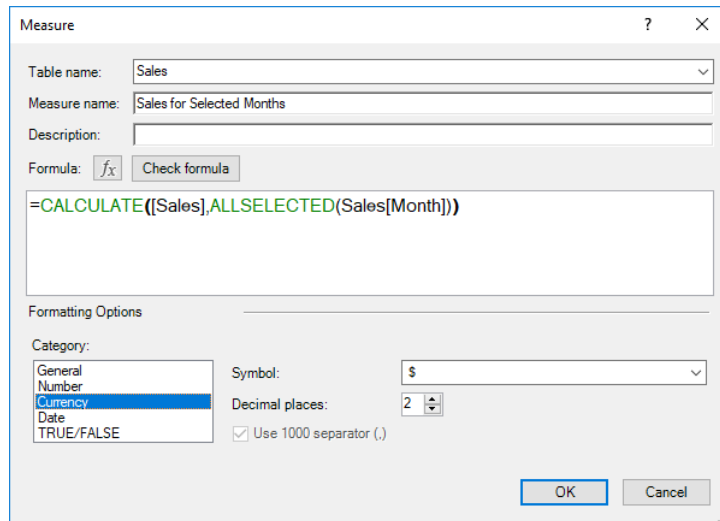 Measure ? ×
Table name: Sales
Measure name: Sales for Selected Months
Description:
Formula: fx Check formula
=CALCULATE([Sales],ALLSELECTED(Sales[Month]))
Formatting Options
Category:
General
Number
Currency
Date
TRUE/FALSE
Symbol: $
Decimal places: 2
Use 1000 separator (,)
OK Cancel